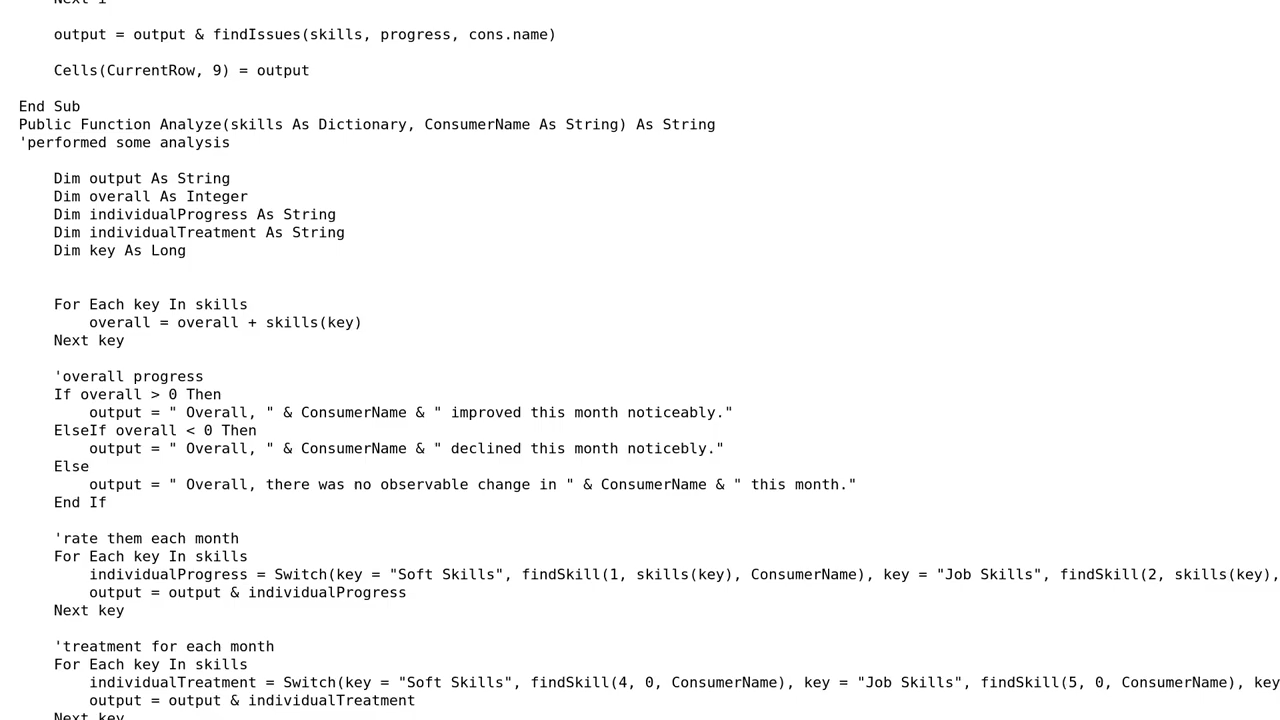 Next i
output = output & findIssues(skills, progress, cons.name)
Cells(CurrentRow, 9) = output
End Sub
Public Function Analyze(skills As Dictionary, ConsumerName As String) As String
'performed some analysis
Dim output As String
Dim overall As Integer
Dim individualProgress As String
Dim individualTreatment As String
Dim key As Long
For Each key In skills
overall = overall + skills(key)
Next key
'overall progress
If overall > 0 Then
output = " Overall, " & ConsumerName & " improved this month noticeably."
ElseIf overall < 0 Then
output = " Overall, " & ConsumerName & " declined this month noticebly."
Else
output = " Overall, there was no observable change in " & ConsumerName & " this month."
End If
'rate them each month
For Each key In skills
individualProgress = Switch(key = "Soft Skills", findSkill(1, skills(key), ConsumerName), key = "Job Skills", findSkill(2, skills(key),
output = output & individualProgress
Next key
'treatment for each month
For Each key In skills
individualTreatment = Switch(key = "Soft Skills", findSkill(4, 0, ConsumerName), key = "Job Skills", findSkill(5, 0, ConsumerName), key
output = output & individualTreatment
Next key